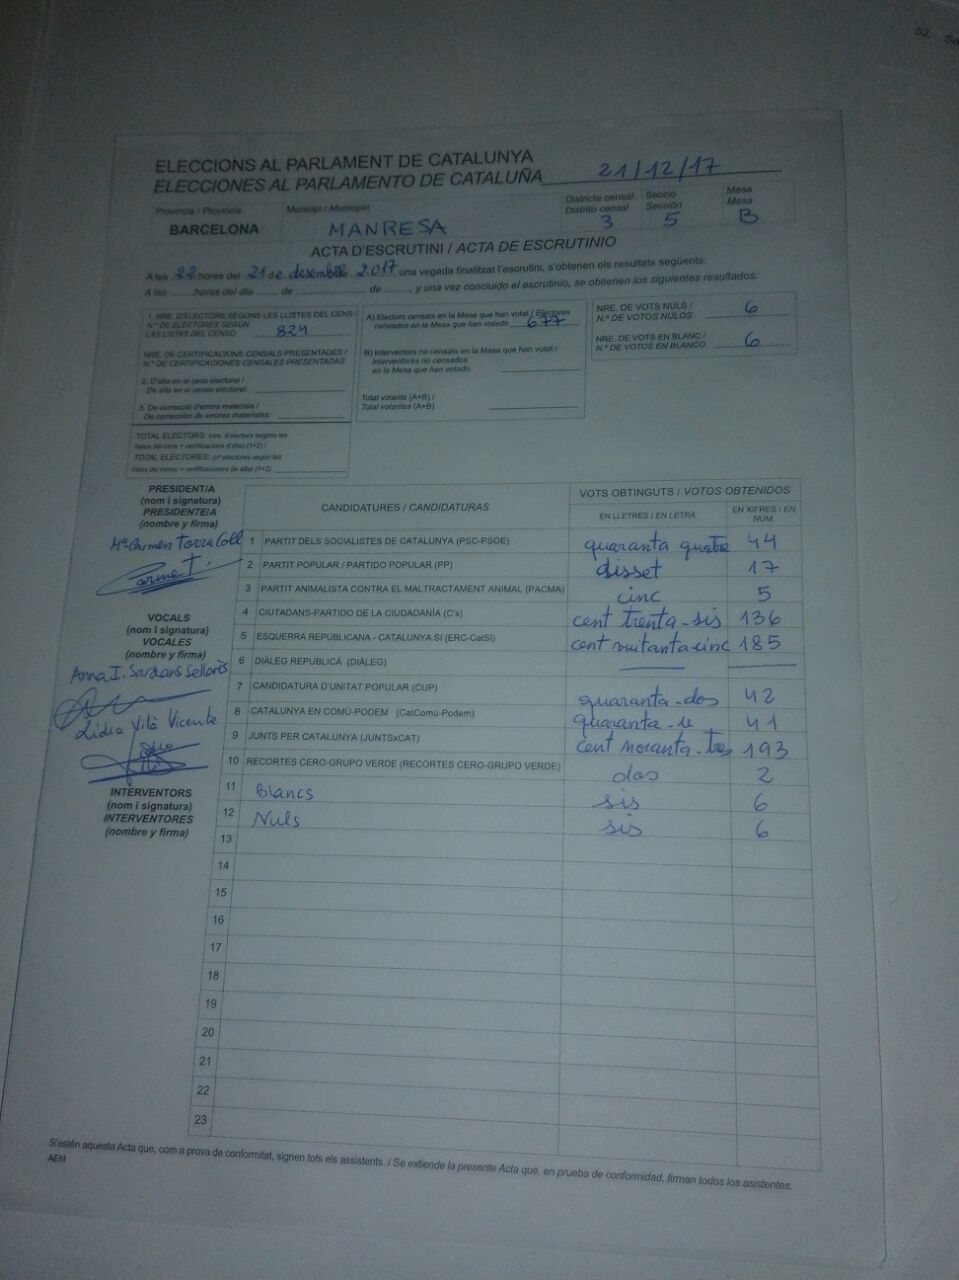 52.
ELECCIONS AL PARLAMENT DE CATALUNYA
ELECCIONES AL PARLAMENTO DE CATALUÑA 21/12/17
Província / Provincia
BARCELONA
Municipi / Municipio
MANRESA
Districte censal
Distrito censal
3
Secció
Sección
5
Mesa
Mesa
B
ACTA D'ESCRUTINI / ACTA DE ESCRUTINIO
A les 22 hores del 21 de desembre 2.017 una vegada finalitzat l'escrutini, s'obtenen els resultats següents:
A las ........ horas del día ........ de ........................ de ........, y una vez concluido el escrutinio, se obtienen los siguientes resultados:
1. NRE. D'ELECTORS SEGONS LES LLISTES DEL CENS /
N.º DE ELECTORES SEGÚN
LAS LISTAS DEL CENSO 824
NRE. DE CERTIFICACIONS CENSALS PRESENTADES /
N.º DE CERTIFICACIONES CENSALES PRESENTADAS
2. D'alta en el cens electoral /
De alta en el censo electoral:
3. De correcció d'errors materials /
De corrección de errores materiales:
TOTAL ELECTORS: (nre. d'electors segons les
llistes del cens + certificacions d'alta) (1+2) /
TOTAL ELECTORES: (nº electores según las
listas del censo + certificaciones de alta) (1+2)
A) Electors censats en la Mesa que han votat / Electores
censados en la Mesa que han votado 677
B) Interventors no censats en la Mesa que han votat /
Interventores no censados
en la Mesa que han votado
Total votants (A+B) /
Total votantes (A+B)
NRE. DE VOTS NULS /
N.º DE VOTOS NULOS 6
NRE. DE VOTS EN BLANC /
N.º DE VOTOS EN BLANCO 6
PRESIDENT/A
(nom i signatura)
PRESIDENTE/A
(nombre y firma)
Mª Carmen Torra Coll
Carme T.
VOCALS
(nom i signatura)
VOCALES
(nombre y firma)
Anna I. Sardans Sellarès
Lidia Vilà Vicente
INTERVENTORS
(nom i signatura)
INTERVENTORES
(nombre y firma)
CANDIDATURES / CANDIDATURAS
VOTS OBTINGUTS / VOTOS OBTENIDOS
EN LLETRES / EN LETRA
EN XIFRES / EN NÚM
1 PARTIT DELS SOCIALISTES DE CATALUNYA (PSC-PSOE) quaranta quatre 44
2 PARTIT POPULAR / PARTIDO POPULAR (PP) disset 17
3 PARTIT ANIMALISTA CONTRA EL MALTRACTAMENT ANIMAL (PACMA) cinc 5
4 CIUTADANS-PARTIDO DE LA CIUDADANÍA (C's) cent trenta-sis 136
5 ESQUERRA REPUBLICANA - CATALUNYA SÍ (ERC-CatSí) cent vuitanta-cinc 185
6 DIÀLEG REPUBLICÀ (DIÀLEG)
7 CANDIDATURA D'UNITAT POPULAR (CUP) quaranta-dos 42
8 CATALUNYA EN COMÚ-PODEM (CatComú-Podem) quaranta-u 41
9 JUNTS PER CATALUNYA (JUNTSxCAT) cent noranta-tres 193
10 RECORTES CERO-GRUPO VERDE (RECORTES CERO-GRUPO VERDE) dos 2
11 Blancs sis 6
12 Nuls sis 6
13
14
15
16
17
18
19
20
21
22
23
S'estén aquesta Acta que, com a prova de conformitat, signen tots els assistents. / Se extiende la presente Acta que, en prueba de conformidad, firman todos los asistentes.
AEM